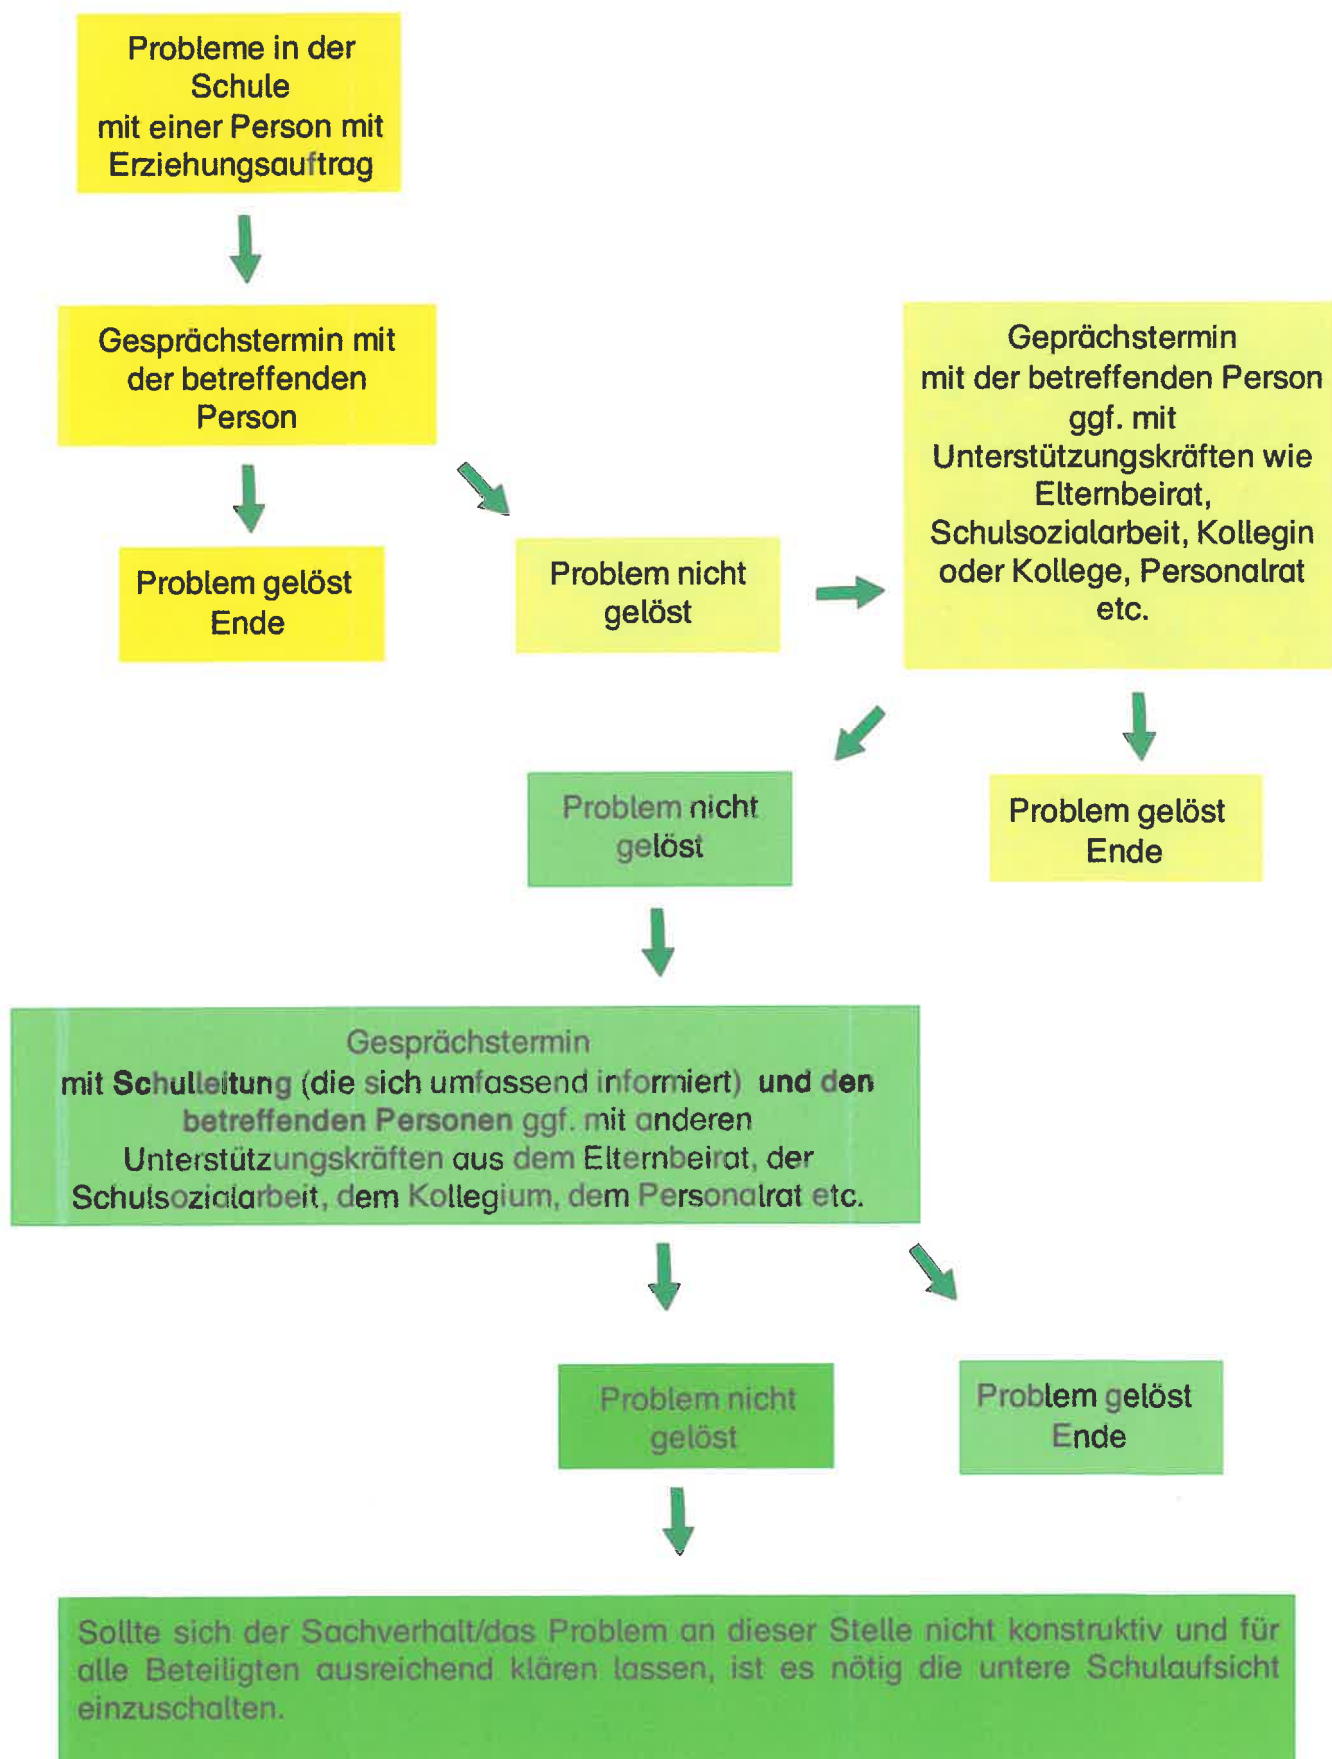 Probleme in der
Schule
mit einer Person mit
Erziehungsauftrag
Gesprächstermin mit
der betreffenden
Person
Geprächstermin
mit der betreffenden Person
ggf. mit
Unterstützungskräften wie
Elternbeirat,
Schulsozialarbeit, Kollegin
oder Kollege, Personalrat
etc.
Problem gelöst
Ende
Problem nicht
gelöst
Problem nicht
gelöst
Problem gelöst
Ende
Gesprächstermin
mit Schulleitung (die sich umfassend informiert) und den
betreffenden Personen ggf. mit anderen
Unterstützungskräften aus dem Elternbeirat, der
Schulsozialarbeit, dem Kollegium, dem Personalrat etc.
Problem nicht
gelöst
Problem gelöst
Ende
Sollte sich der Sachverhalt/das Problem an dieser Stelle nicht konstruktiv und für
alle Beteiligten ausreichend klären lassen, ist es nötig die untere Schulaufsicht
einzuschalten.